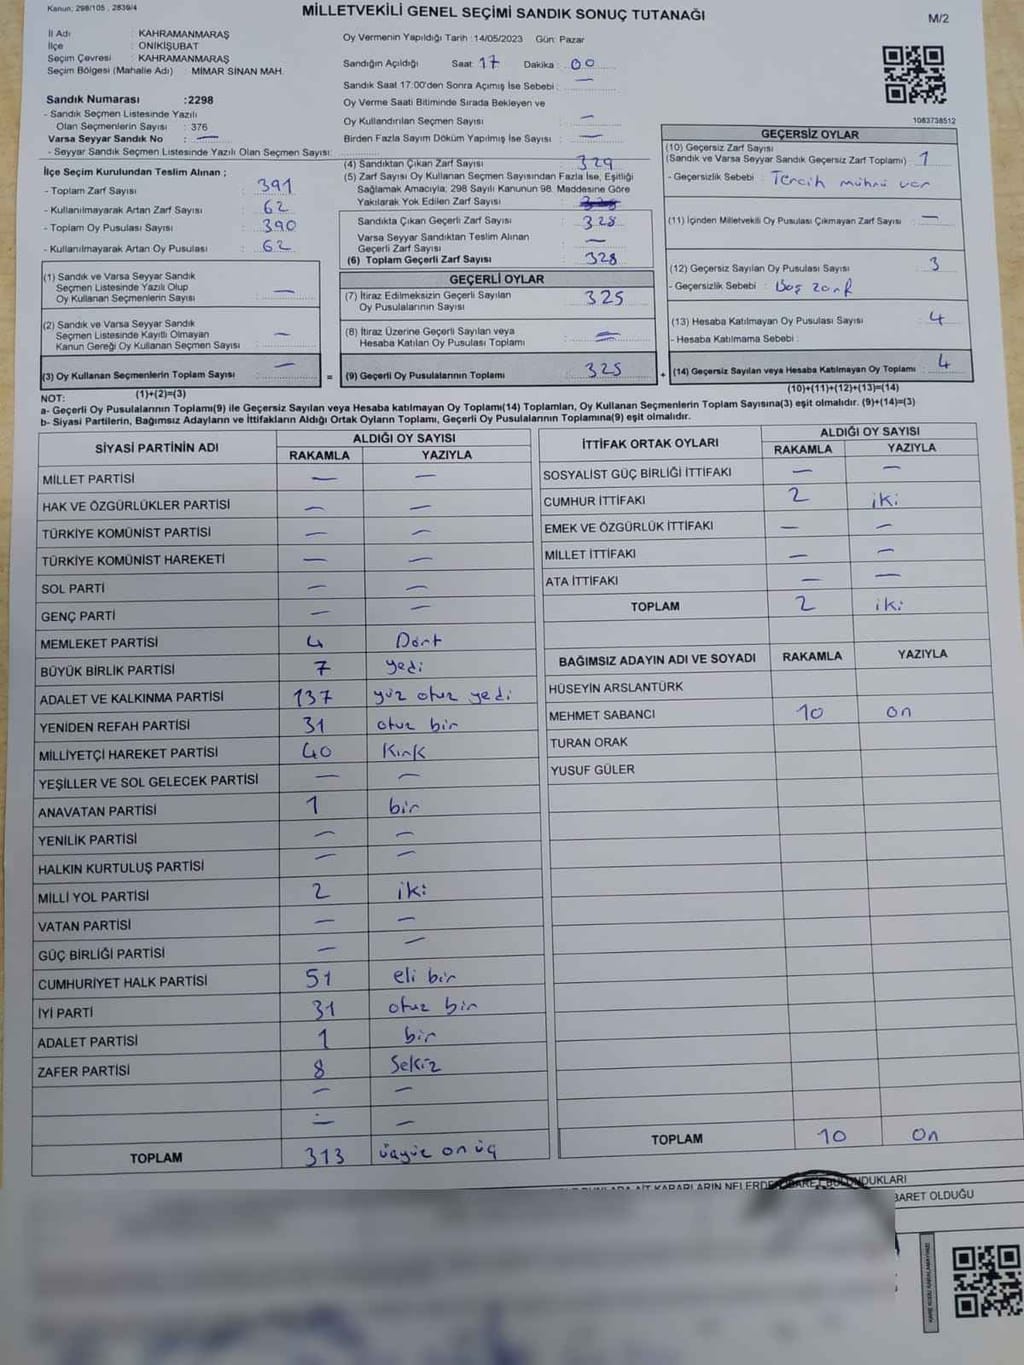 Kanun; 298/105 , 2839/4
MİLLETVEKİLİ GENEL SEÇİMİ SANDIK SONUÇ TUTANAĞI
M/2
İl Adı : KAHRAMANMARAŞ
İlçe : ONİKİŞUBAT
Seçim Çevresi : KAHRAMANMARAŞ
Seçim Bölgesi (Mahalle Adı) : MİMAR SİNAN MAH.
Sandık Numarası :2298
- Sandık Seçmen Listesinde Yazılı
Olan Seçmenlerin Sayısı : 376
Varsa Seyyar Sandık No : —
- Seyyar Sandık Seçmen Listesinde Yazılı Olan Seçmen Sayısı:
İlçe Seçim Kurulundan Teslim Alınan ;
- Toplam Zarf Sayısı : 391
- Kullanılmayarak Artan Zarf Sayısı : 62
- Toplam Oy Pusulası Sayısı : 390
- Kullanılmayarak Artan Oy Pusulası : 62
(1) Sandık ve Varsa Seyyar Sandık
Seçmen Listesinde Yazılı Olup
Oy Kullanan Seçmenlerin Sayısı : —
(2) Sandık ve Varsa Seyyar Sandık
Seçmen Listesinde Kayıtlı Olmayan
Kanun Gereği Oy Kullanan Seçmen Sayısı : —
(3) Oy Kullanan Seçmenlerin Toplam Sayısı : —
(1)+(2)=(3)
Oy Vermenin Yapıldığı Tarih :14/05/2023 Gün: Pazar
Sandığın Açıldığı Saat : 17 Dakika : 00
Sandık Saat 17:00'den Sonra Açımış İse Sebebi : —
Oy Verme Saati Bitiminde Sırada Bekleyen ve
Oy Kullandırılan Seçmen Sayısı : —
Birden Fazla Sayım Döküm Yapılmış İse Sayısı : —
(4) Sandıktan Çıkan Zarf Sayısı : 329
(5) Zarf Sayısı Oy Kullanan Seçmen Sayısından Fazla İse, Eşitliği
Sağlamak Amacıyla, 298 Sayılı Kanunun 98. Maddesine Göre
Yakılarak Yok Edilen Zarf Sayısı :
Sandıkta Çıkan Geçerli Zarf Sayısı : 328
Varsa Seyyar Sandıktan Teslim Alınan
Geçerli Zarf Sayısı : —
(6) Toplam Geçerli Zarf Sayısı : 328
GEÇERLİ OYLAR
(7) İtiraz Edilmeksizin Geçerli Sayılan
Oy Pusulalarının Sayısı : 325
(8) İtiraz Üzerine Geçerli Sayılan veya
Hesaba Katılan Oy Pusulası Toplamı : =
= (9) Geçerli Oy Pusulalarının Toplamı : 325 +
1083738512
GEÇERSİZ OYLAR
(10) Geçersiz Zarf Sayısı
(Sandık ve Varsa Seyyar Sandık Geçersiz Zarf Toplamı) : 1
- Geçersizlik Sebebi : Tercih mührü var
(11) İçinden Milletvekili Oy Pusulası Çıkmayan Zarf Sayısı : —
(12) Geçersiz Sayılan Oy Pusulası Sayısı : 3
- Geçersizlik Sebebi : Boş zarf
(13) Hesaba Katılmayan Oy Pusulası Sayısı : 4
- Hesaba Katılmama Sebebi :
(14) Geçersiz Sayılan veya Hesaba Katılmayan Oy Toplamı : 4
(10)+(11)+(12)+(13)=(14)
NOT:
a- Geçerli Oy Pusulalarının Toplamı(9) ile Geçersiz Sayılan veya Hesaba katılmayan Oy Toplamı(14) Toplamları, Oy Kullanan Seçmenlerin Toplam Sayısına(3) eşit olmalıdır. (9)+(14)=(3)
b- Siyasi Partilerin, Bağımsız Adayların ve İttifakların Aldığı Ortak Oyların Toplamı, Geçerli Oy Pusulalarının Toplamına(9) eşit olmalıdır.
SİYASİ PARTİNİN ADI
ALDIĞI OY SAYISI
RAKAMLA YAZIYLA
MİLLET PARTİSİ — —
HAK VE ÖZGÜRLÜKLER PARTİSİ — —
TÜRKİYE KOMÜNİST PARTİSİ — —
TÜRKİYE KOMÜNİST HAREKETİ — —
SOL PARTİ — —
GENÇ PARTİ — —
MEMLEKET PARTİSİ 4 Dört
BÜYÜK BİRLİK PARTİSİ 7 yedi
ADALET VE KALKINMA PARTİSİ 137 yüz otuz yedi
YENİDEN REFAH PARTİSİ 31 otuz bir
MİLLİYETÇİ HAREKET PARTİSİ 40 Kırk
YEŞİLLER VE SOL GELECEK PARTİSİ — —
ANAVATAN PARTİSİ 1 bir
YENİLİK PARTİSİ — —
HALKIN KURTULUŞ PARTİSİ — —
MİLLİ YOL PARTİSİ 2 iki
VATAN PARTİSİ — —
GÜÇ BİRLİĞİ PARTİSİ — —
CUMHURİYET HALK PARTİSİ 51 eli bir
İYİ PARTİ 31 otuz bir
ADALET PARTİSİ 1 bir
ZAFER PARTİSİ 8 Sekiz
— —
— —
TOPLAM 313 üçyüz on üç
İTTİFAK ORTAK OYLARI
ALDIĞI OY SAYISI
RAKAMLA YAZIYLA
SOSYALİST GÜÇ BİRLİĞİ İTTİFAKI — —
CUMHUR İTTİFAKI 2 iki
EMEK VE ÖZGÜRLÜK İTTİFAKI — —
MİLLET İTTİFAKI — —
ATA İTTİFAKI — —
TOPLAM 2 iki
BAĞIMSIZ ADAYIN ADI VE SOYADI RAKAMLA YAZIYLA
HÜSEYİN ARSLANTÜRK
MEHMET SABANCI 10 on
TURAN ORAK
YUSUF GÜLER
TOPLAM 10 On
KARARLARIN NELERDEN İBARET BULUNDUKLARI
BARET OLDUĞU